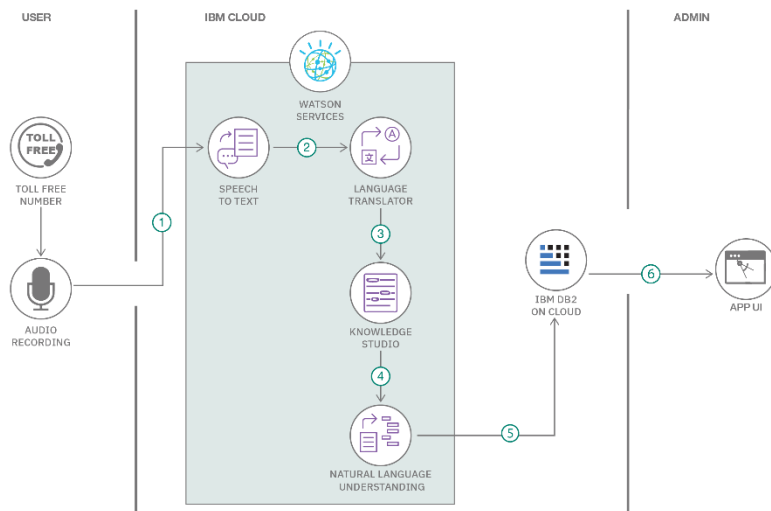 USER
IBM CLOUD
ADMIN
WATSON
SERVICES
TOLL
FREE
TOLL FREE
NUMBER
1
SPEECH
TO TEXT
2
A
文
LANGUAGE
TRANSLATOR
3
AUDIO
RECORDING
KNOWLEDGE
STUDIO
4
NATURAL LANGUAGE
UNDERSTANDING
5
IBM DB2
ON CLOUD
6
APP UI